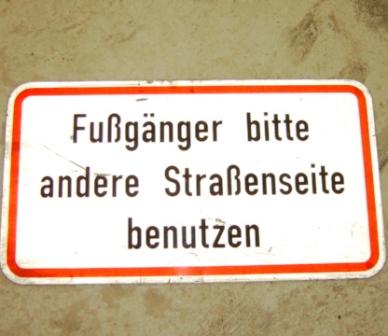 Fußgänger bitte
andere Straßenseite
benutzen